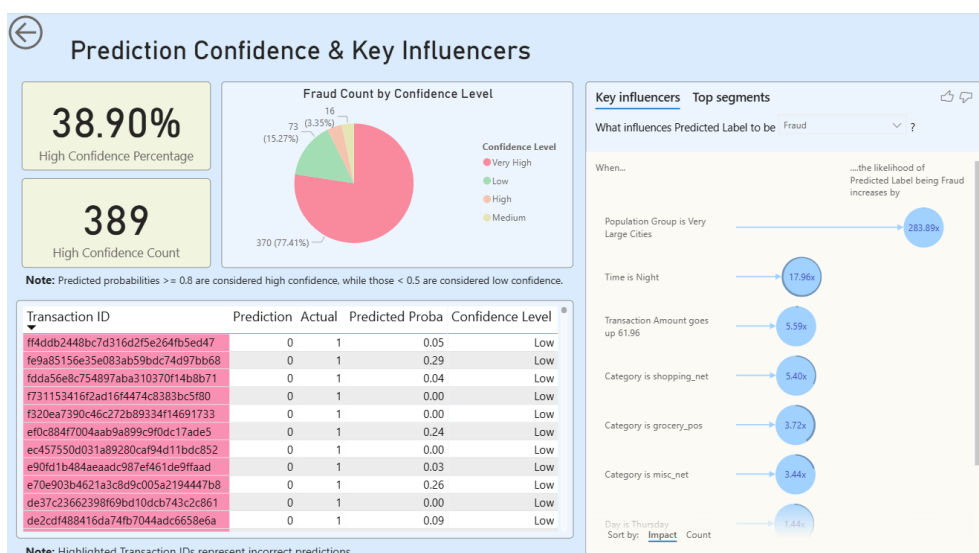 Prediction Confidence & Key Influencers
38.90%
High Confidence Percentage
389
High Confidence Count
Fraud Count by Confidence Level
16
(3.35%)
73
(15.27%)
370 (77.41%)
Confidence Level
Very High
Low
High
Medium
Note: Predicted probabilities >= 0.8 are considered high confidence, while those < 0.5 are considered low confidence.
Transaction ID Prediction Actual Predicted Proba Confidence Level
ff4ddb2448bc7d316d2f5e264fb5ed47 0 1 0.05 Low
fe9a85156e35e083ab59bdc74d97bb68 0 1 0.29 Low
fdda56e8c754897aba310370f14b8b71 0 1 0.04 Low
f731153416f2ad16f4474c8383bc5f80 0 1 0.00 Low
f320ea7390c46c272b89334f14691733 0 1 0.00 Low
ef0c884f7004aab9a899c9f0dc17ade5 0 1 0.24 Low
ec457550d031a89280caf94d11bdc852 0 1 0.00 Low
e90fd1b484aeaadc987ef461de9ffaad 0 1 0.03 Low
e70e903b4621a3c8d9c005a2194447b8 0 1 0.26 Low
de37c23662398f69bd10dcb743c2c861 0 1 0.00 Low
de2cdf488416da74fb7044adc6658e6a 0 1 0.09 Low
Note: Highlighted Transaction IDs represent incorrect predictions
Key influencers Top segments
What influences Predicted Label to be Fraud ?
When...
....the likelihood of
Predicted Label being Fraud
increases by
Population Group is Very
Large Cities
283.89x
Time is Night
17.96x
Transaction Amount goes
up 61.96
5.59x
Category is shopping_net
5.40x
Category is grocery_pos
3.72x
Category is misc_net
3.44x
Day is Thursday
1.44x
Sort by: Impact Count